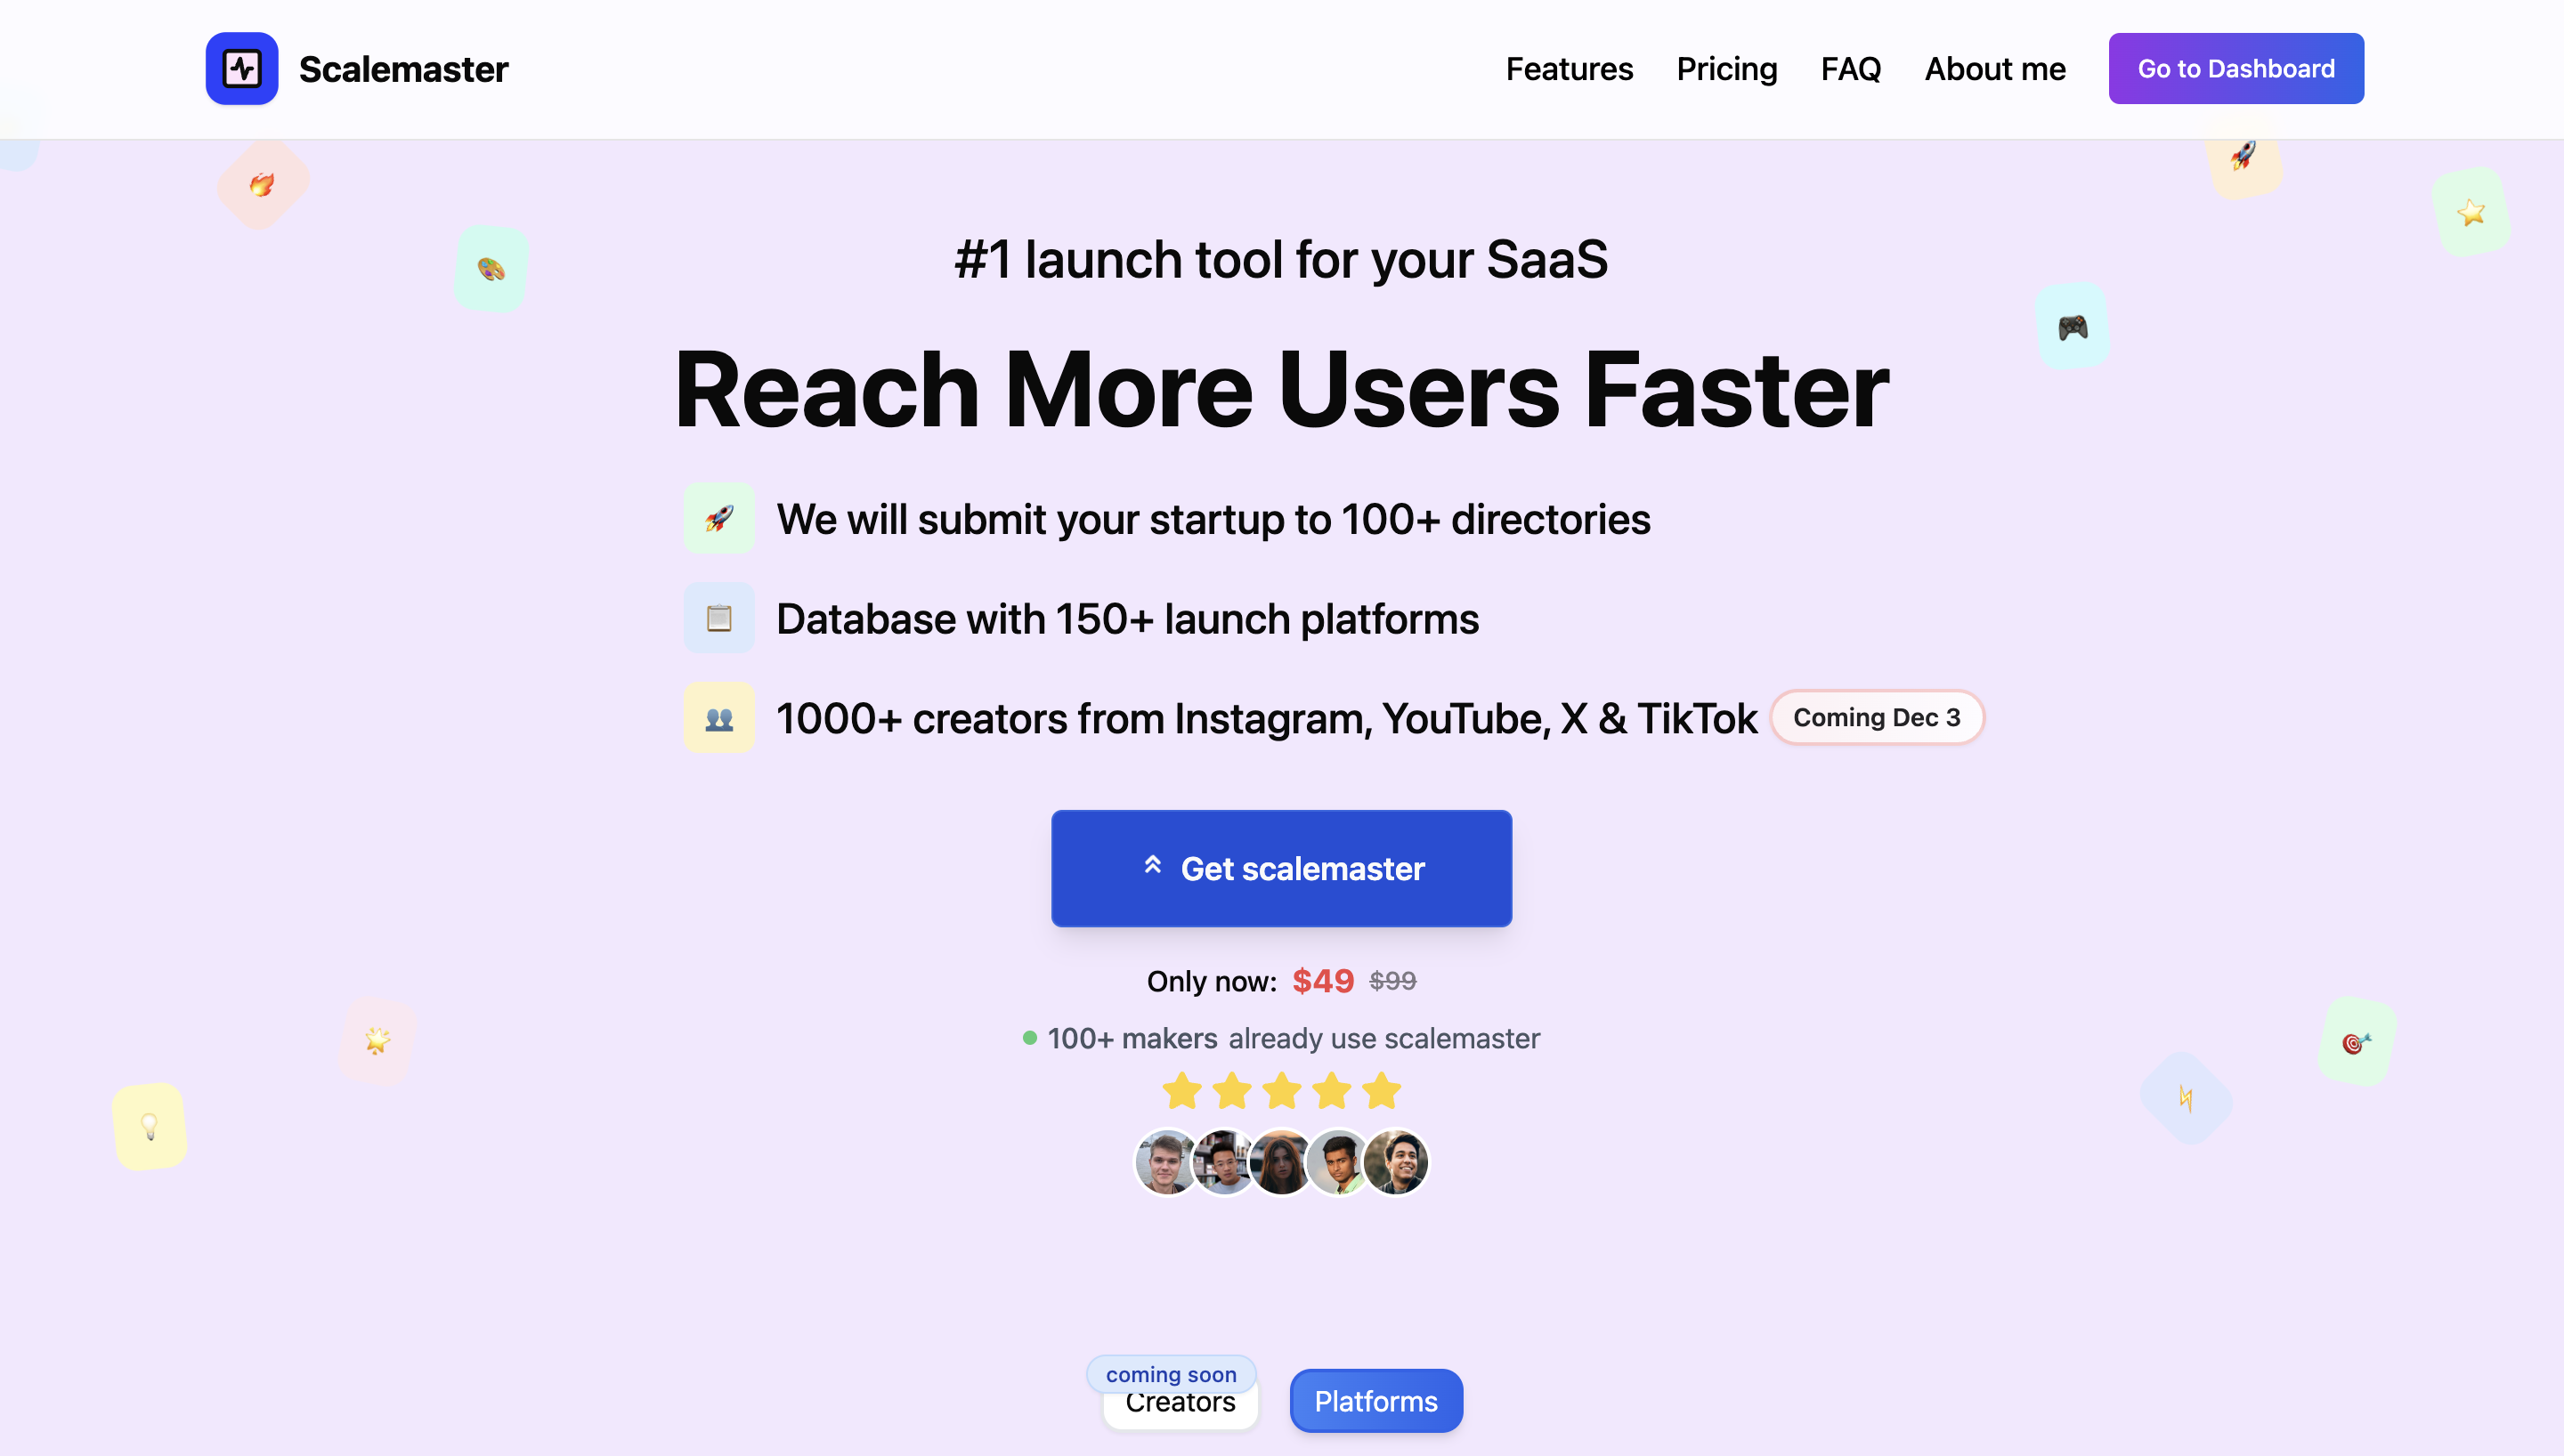 Scalemaster
Features
Pricing
FAQ
About me
Go to Dashboard
#1 launch tool for your SaaS
Reach More Users Faster
We will submit your startup to 100+ directories
Database with 150+ launch platforms
1000+ creators from Instagram, YouTube, X & TikTok
Coming Dec 3
Get scalemaster
Only now: $49 $99
100+ makers already use scalemaster
coming soon
Creators
Platforms